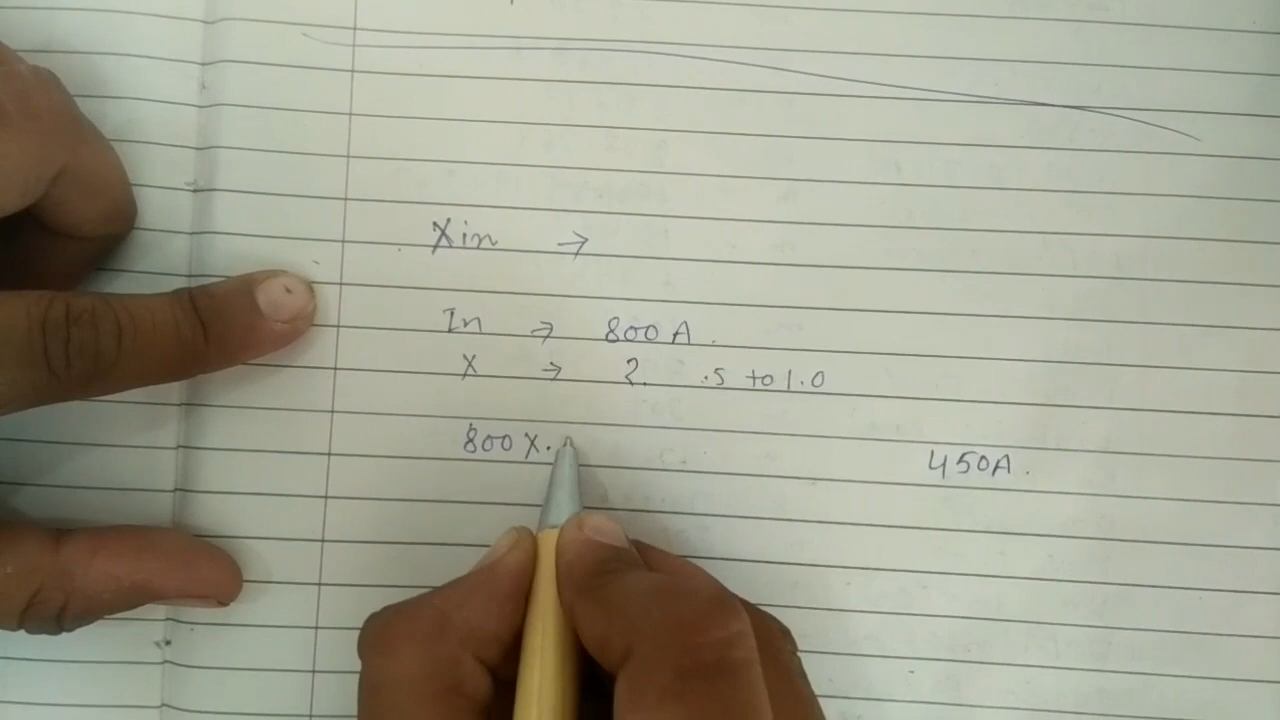 Xin →
In → 800 A.
X → ? .5 to 1.0
800 X .
450A.